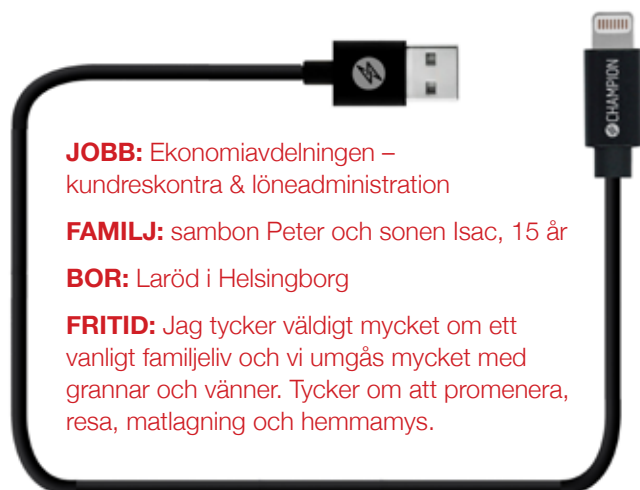 CHAMPION
JOBB: Ekonomiavdelningen –
kundreskontra & löneadministration
FAMILJ: sambon Peter och sonen Isac, 15 år
BOR: Laröd i Helsingborg
FRITID: Jag tycker väldigt mycket om ett
vanligt familjeliv och vi umgås mycket med
grannar och vänner. Tycker om att promenera,
resa, matlagning och hemmamys.